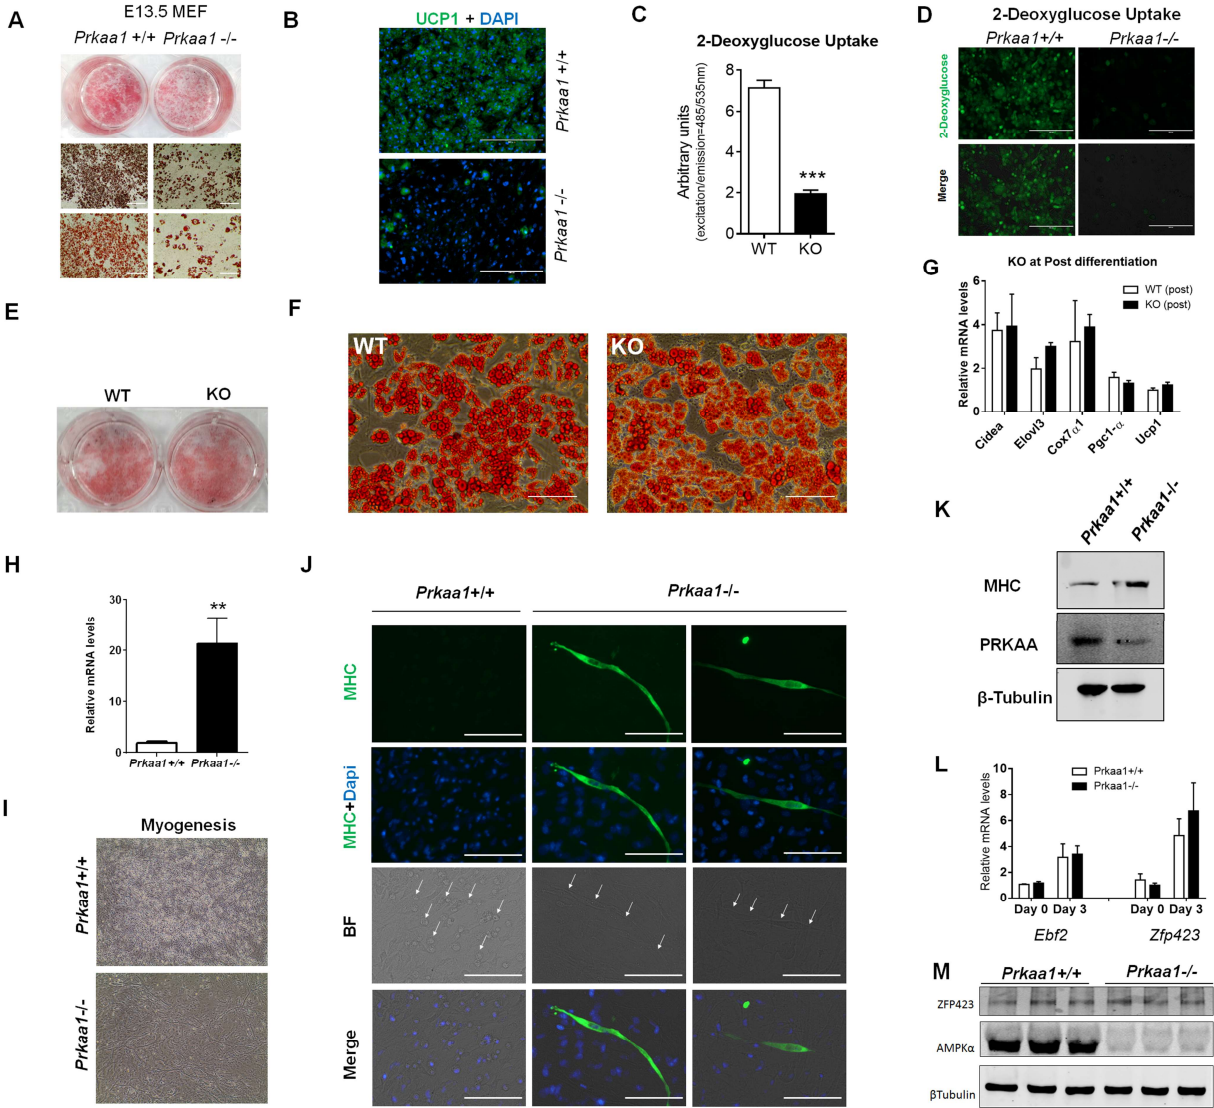 A
E13.5 MEF
Prkaa1 +/+ Prkaa1 -/-
B
UCP1 + DAPI
Prkaa1 +/+
Prkaa1 -/-
C
2-Deoxyglucose Uptake
Arbitrary units
(excitation/emission=485/535nm)
8
6
4
2
0
***
WT KO
D
2-Deoxyglucose Uptake
Prkaa1+/+ Prkaa1-/-
2-Deoxyglucose
Merge
E
WT KO
F
WT
KO
G
KO at Post differentiation
Relative mRNA levels
6
4
2
0
WT (post)
KO (post)
Cidea
Elovl3
Cox7α1
Pgc1-α
Ucp1
H
Relative mRNA levels
30
20
10
0
**
Prkaa1+/+ Prkaa1-/-
I
Myogenesis
Prkaa1+/+
Prkaa1-/-
J
Prkaa1+/+ Prkaa1-/-
MHC
MHC+Dapi
BF
Merge
K
Prkaa1+/+ Prkaa1-/-
MHC
PRKAA
β-Tubulin
L
Relative mRNA levels
10
8
6
4
2
0
Prkaa1+/+
Prkaa1-/-
Day 0 Day 3 Day 0 Day 3
Ebf2 Zfp423
M
Prkaa1+/+ Prkaa1-/-
ZFP423
AMPKα
βTubulin